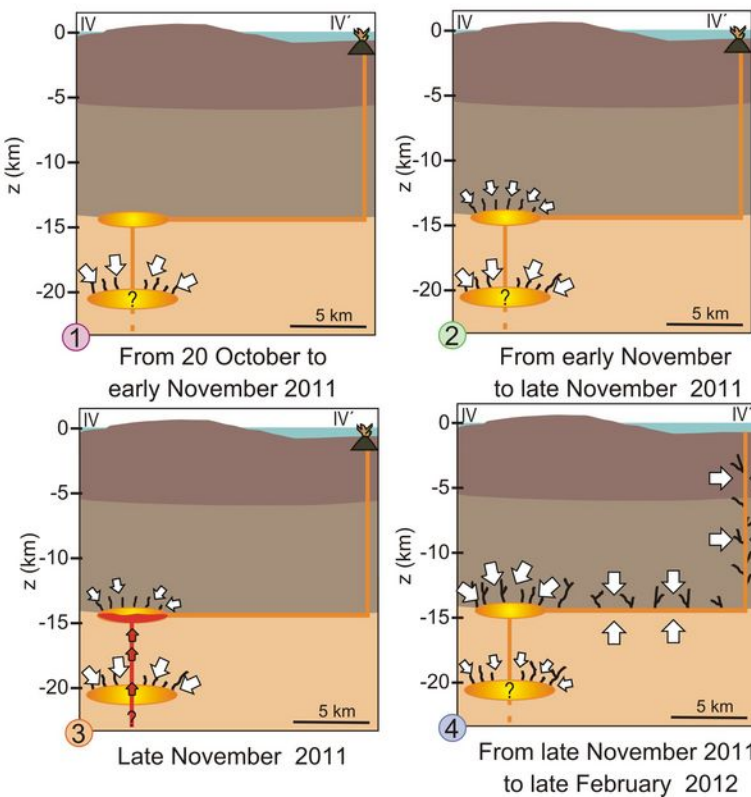 IV IV´
0
-5
-10
-15
-20
z (km)
?
5 km
1
From 20 October to
early November 2011
IV IV´
0
-5
-10
-15
-20
z (km)
?
5 km
2
From early November
to late November 2011
IV IV´
0
-5
-10
-15
-20
z (km)
?
5 km
3
Late November 2011
IV IV´
0
-5
-10
-15
-20
z (km)
?
5 km
4
From late November 2011
to late February 2012